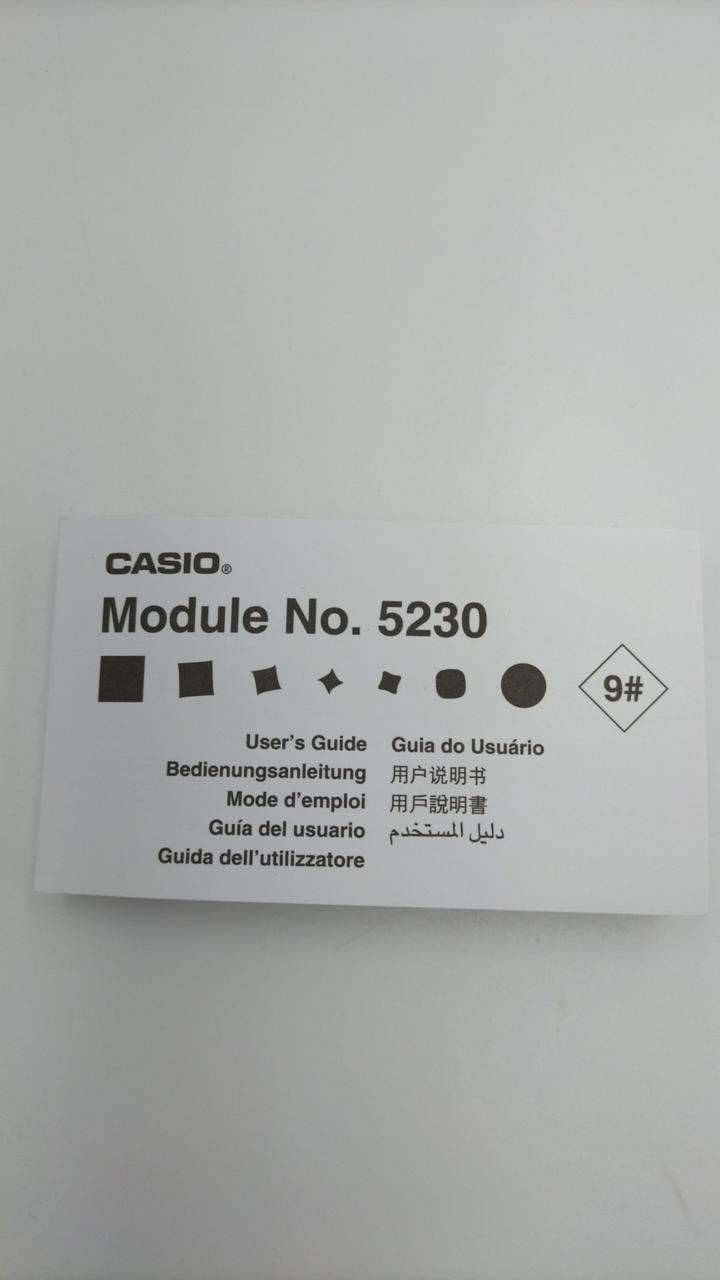 CASIO®
Module No. 5230
9#
User's Guide
Bedienungsanleitung
Mode d'emploi
Guía del usuario
Guida dell'utilizzatore
Guia do Usuário
用户说明书
用戶說明書
دليل المستخدم